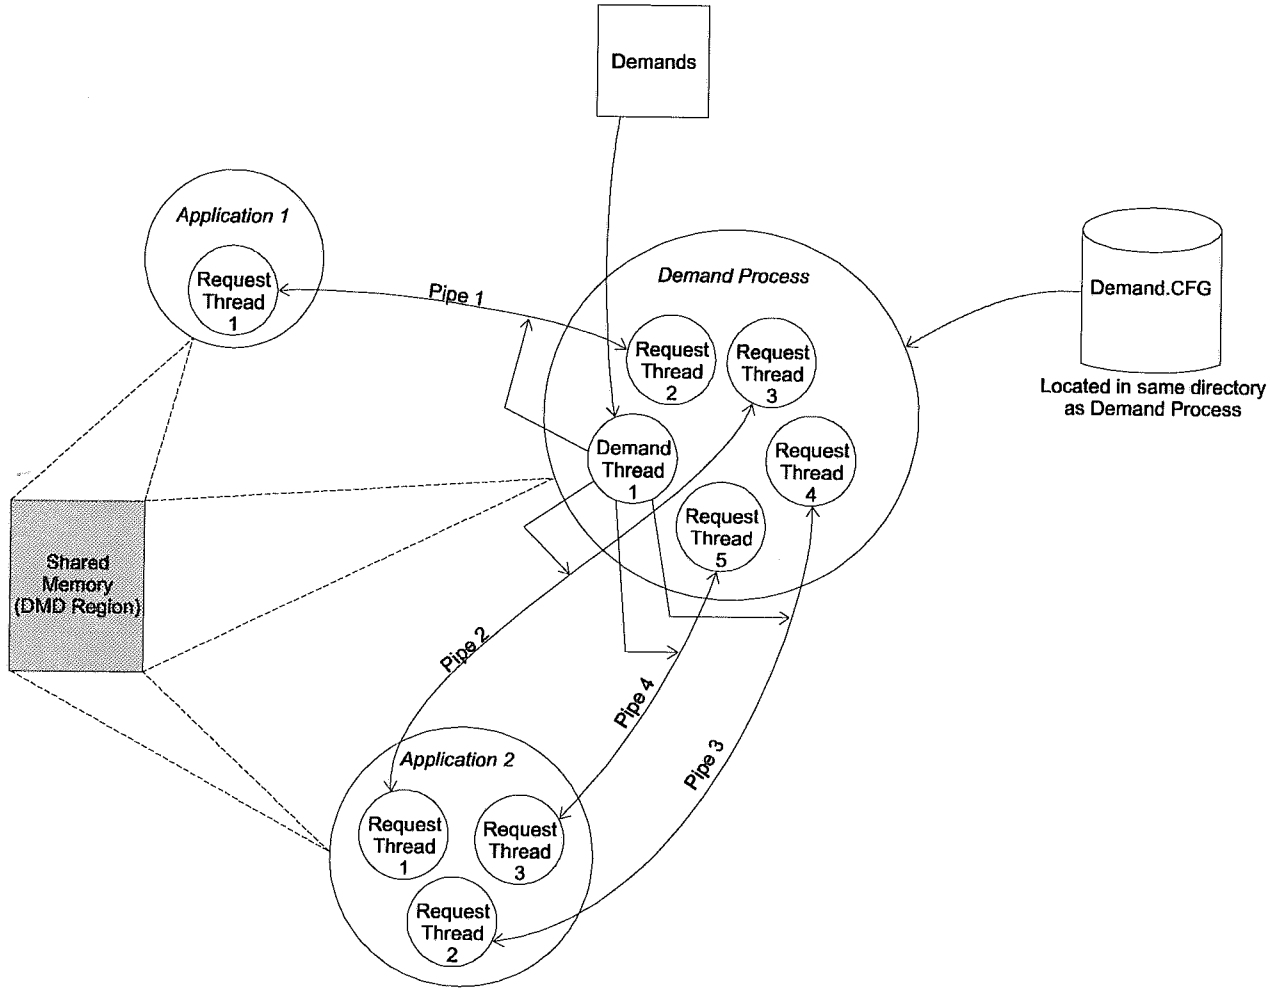 Demands
Application 1
Request
Thread
1
Pipe 1
Demand Process
Request
Thread
2
Request
Thread
3
Demand
Thread
1
Request
Thread
4
Request
Thread
5
Demand.CFG
Located in same directory
as Demand Process
Shared
Memory
(DMD Region)
Pipe 2
Pipe 4
Pipe 3
Application 2
Request
Thread
1
Request
Thread
3
Request
Thread
2